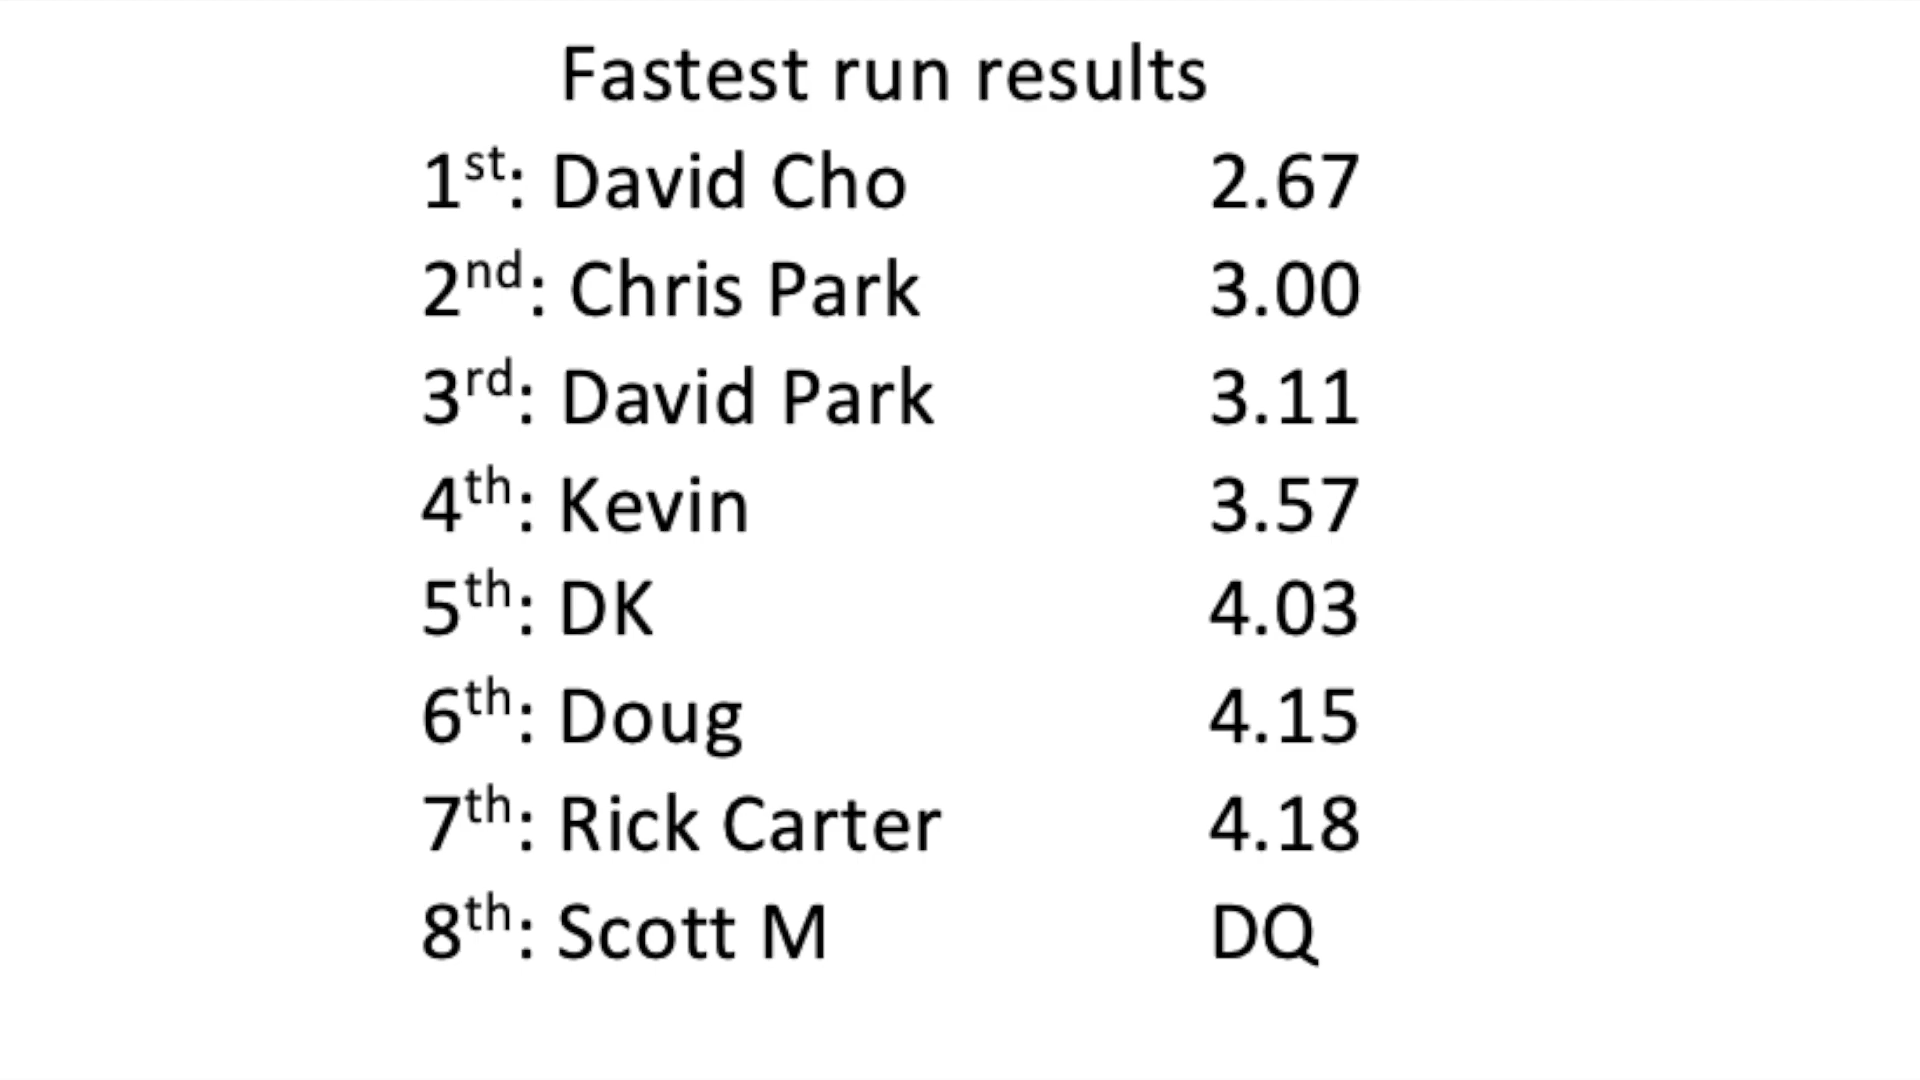 Fastest run results
1st: David Cho 2.67
2nd: Chris Park 3.00
3rd: David Park 3.11
4th: Kevin 3.57
5th: DK 4.03
6th: Doug 4.15
7th: Rick Carter 4.18
8th: Scott M DQ